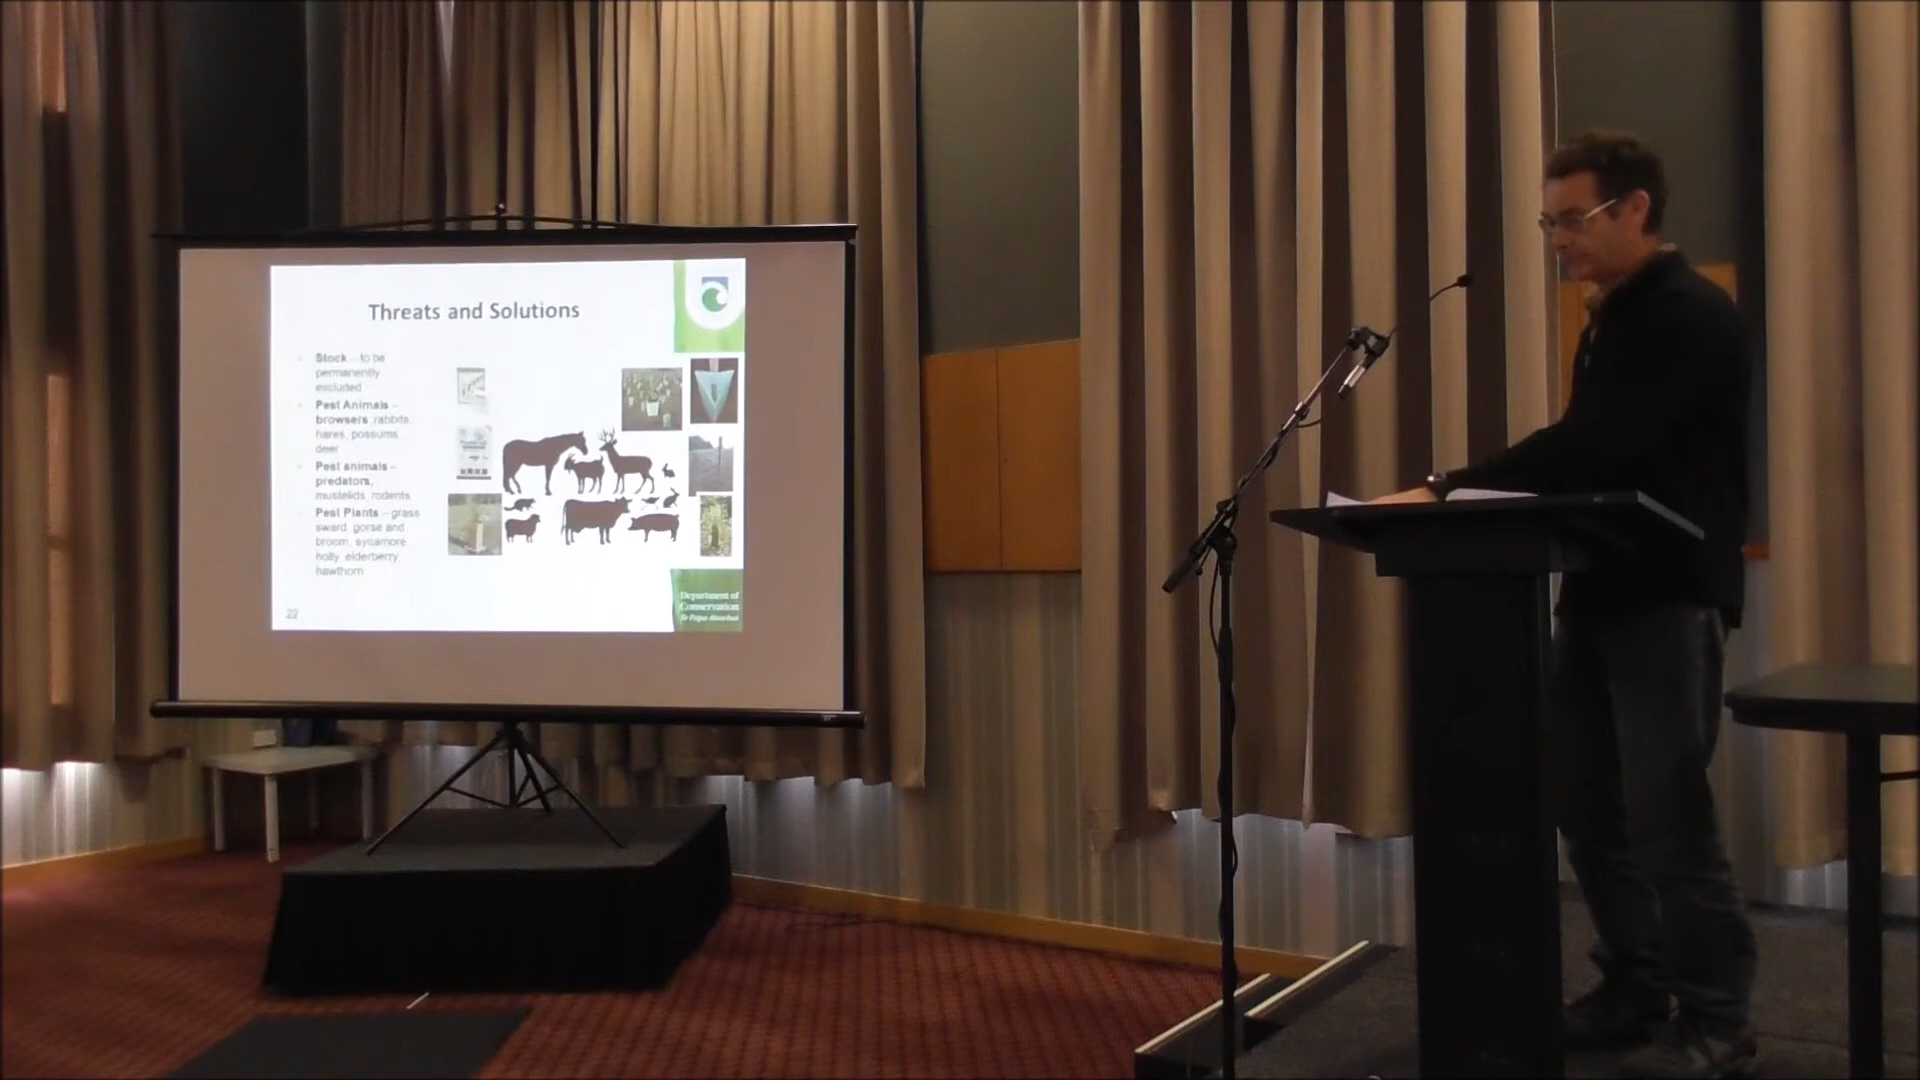 Threats and Solutions
Stock – to be
permanently
excluded
Pest Animals –
browsers, rabbits,
hares, possums,
deer
Pest animals –
predators,
mustelids, rodents
Pest Plants – grass
sward, gorse and
broom, sycamore,
holly, elderberry,
hawthorn
22
Department of
Conservation
Te Papa Atawhai